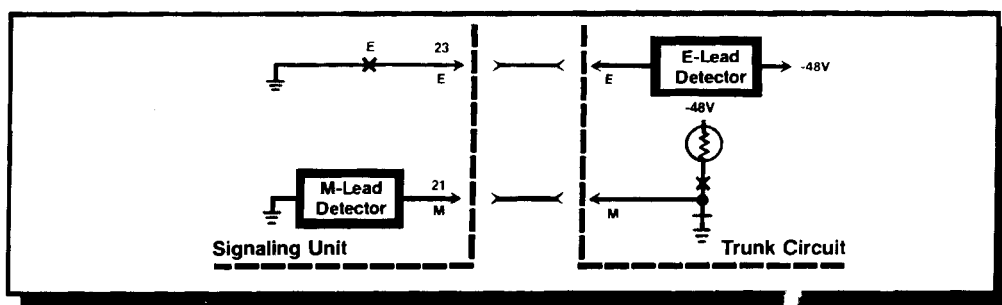 E 23
E
E
E-Lead
Detector
-48V
-48V
M-Lead
Detector
21
M
M
Signaling Unit
Trunk Circuit